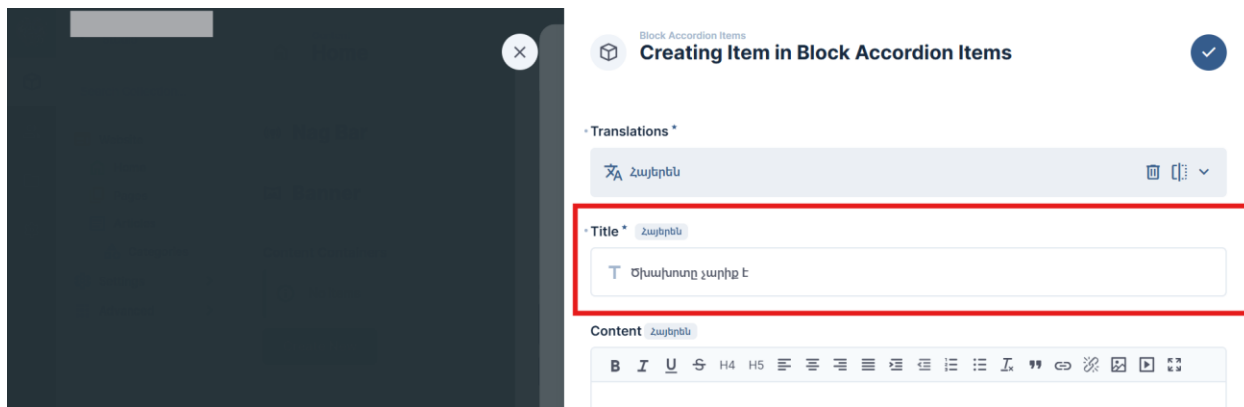 Block Accordion Items
Creating Item in Block Accordion Items
Translations *
Հայերեն
Title * Հայերեն
Ծխախոտը չարիք է
Content Հայերեն
B I U S H4 H5